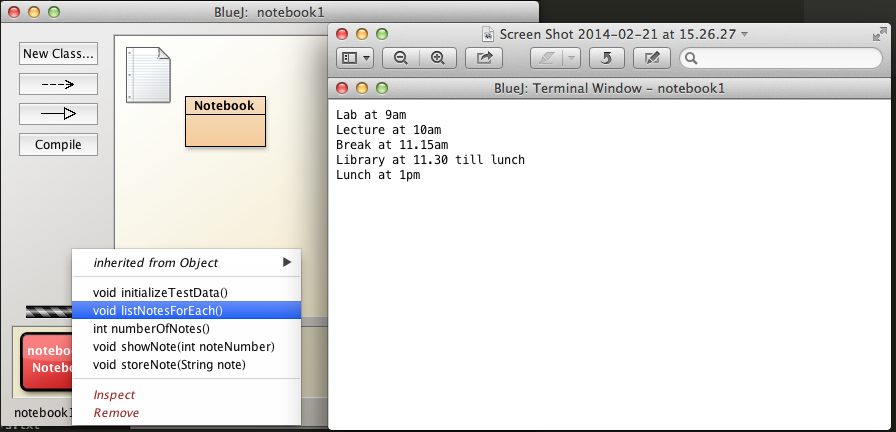 BlueJ: notebook1
New Class...
Compile
Notebook
inherited from Object
void initializeTestData()
void listNotesForEach()
int numberOfNotes()
void showNote(int noteNumber)
void storeNote(String note)
Inspect
Remove
notebook1
Screen Shot 2014-02-21 at 15.26.27
BlueJ: Terminal Window - notebook1
Lab at 9am
Lecture at 10am
Break at 11.15am
Library at 11.30 till lunch
Lunch at 1pm